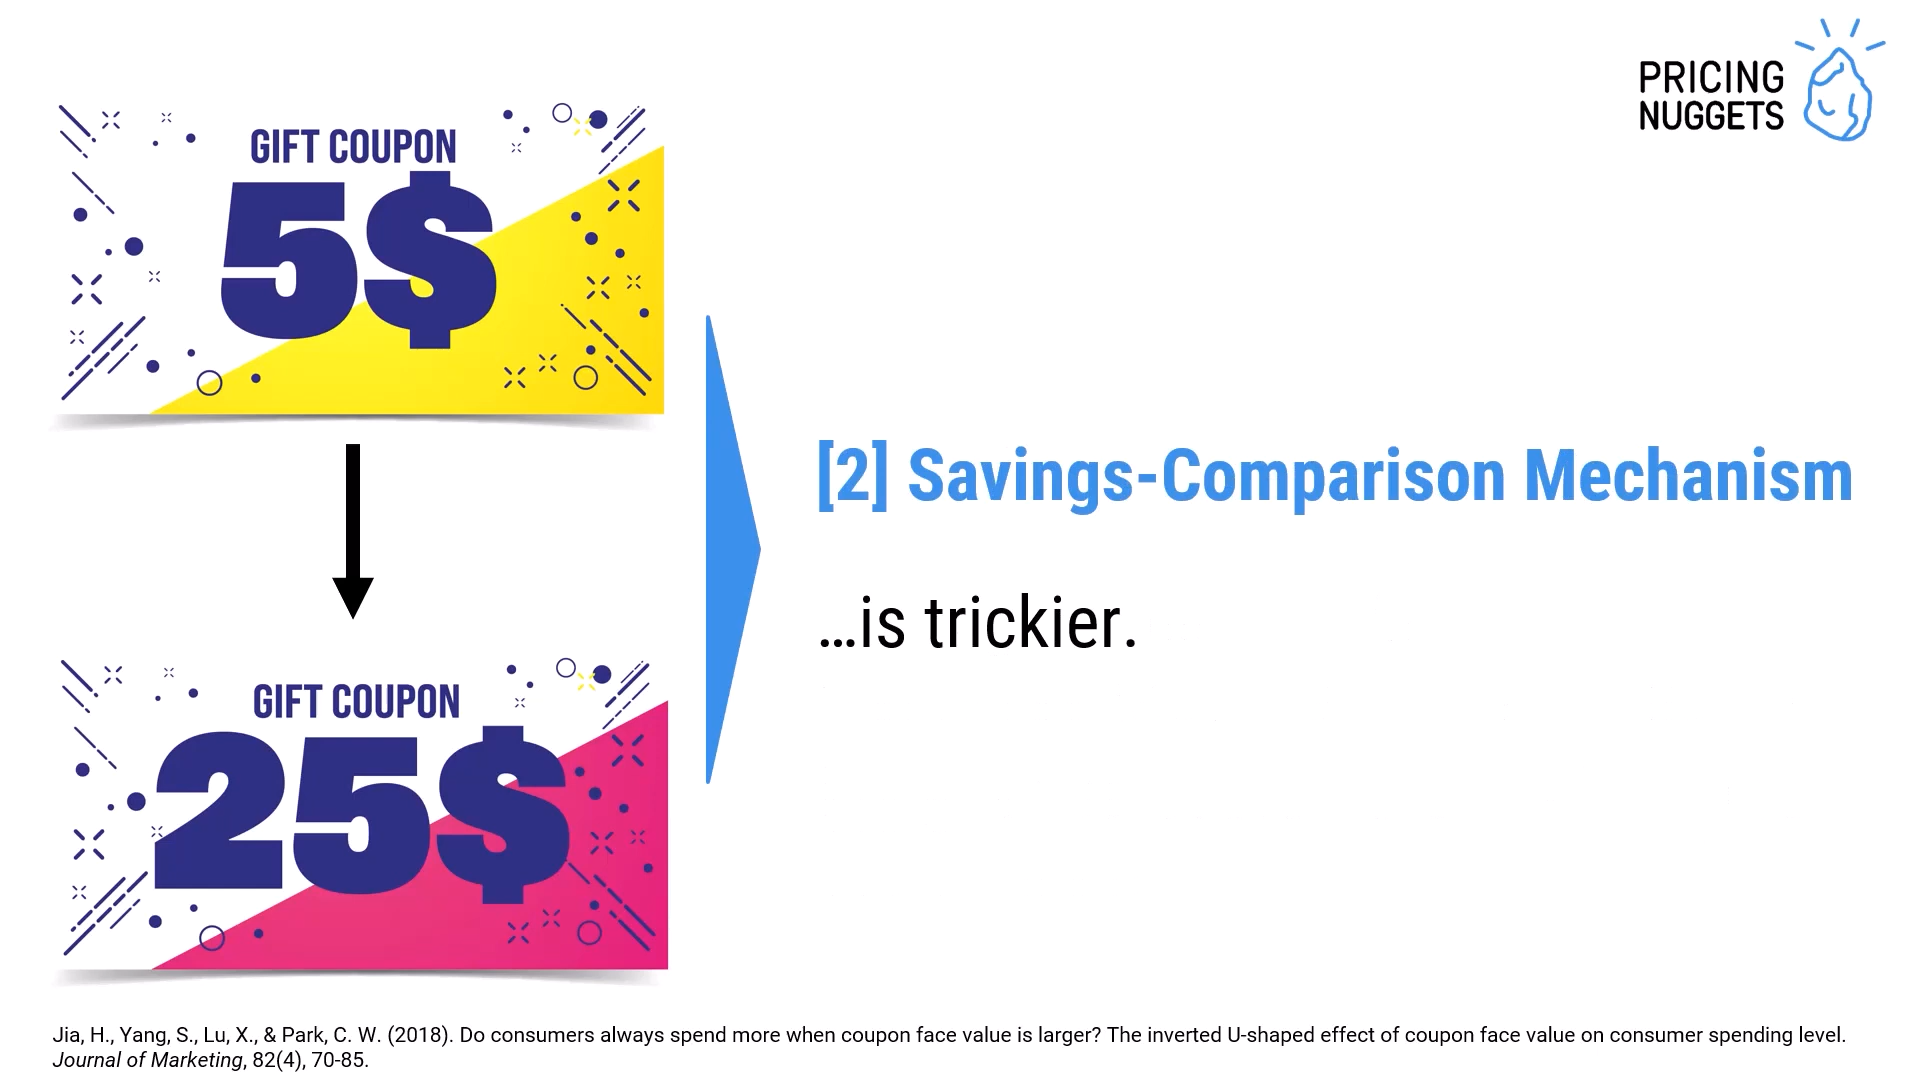 PRICING
NUGGETS
GIFT COUPON
5$
[2] Savings-Comparison Mechanism
...is trickier.
GIFT COUPON
25$
Jia, H., Yang, S., Lu, X., & Park, C. W. (2018). Do consumers always spend more when coupon face value is larger? The inverted U-shaped effect of coupon face value on consumer spending level.
Journal of Marketing, 82(4), 70-85.